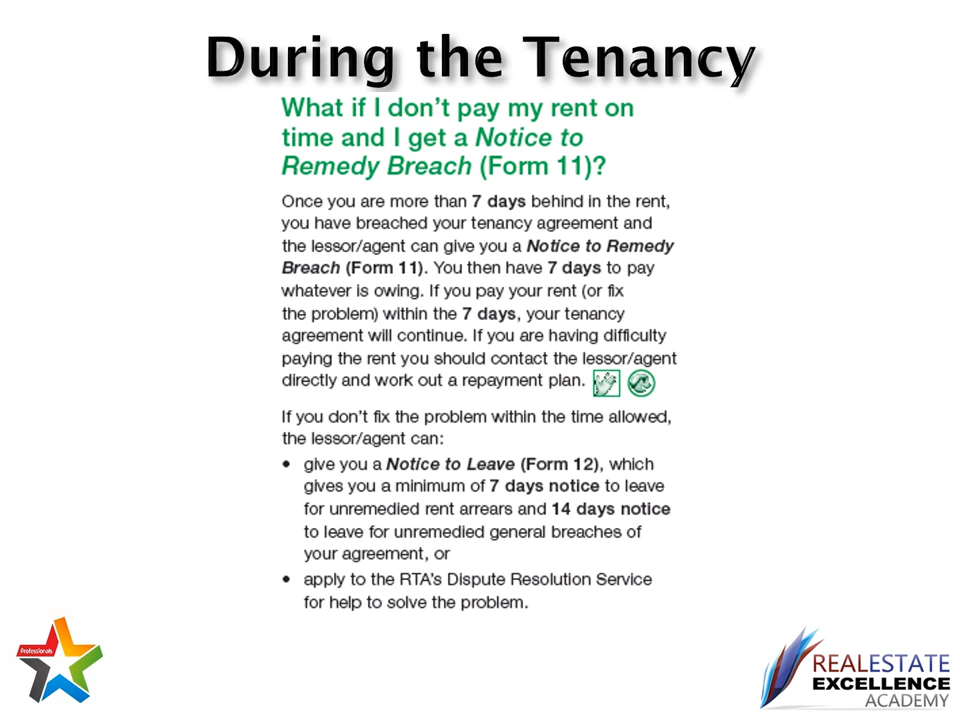 During the Tenancy
What if I don't pay my rent on
time and I get a Notice to
Remedy Breach (Form 11)?
Once you are more than 7 days behind in the rent,
you have breached your tenancy agreement and
the lessor/agent can give you a Notice to Remedy
Breach (Form 11). You then have 7 days to pay
whatever is owing. If you pay your rent (or fix
the problem) within the 7 days, your tenancy
agreement will continue. If you are having difficulty
paying the rent you should contact the lessor/agent
directly and work out a repayment plan.
If you don't fix the problem within the time allowed,
the lessor/agent can:
• give you a Notice to Leave (Form 12), which
gives you a minimum of 7 days notice to leave
for unremedied rent arrears and 14 days notice
to leave for unremedied general breaches of
your agreement, or
• apply to the RTA's Dispute Resolution Service
for help to solve the problem.
Professionals
REALESTATE
EXCELLENCE
ACADEMY